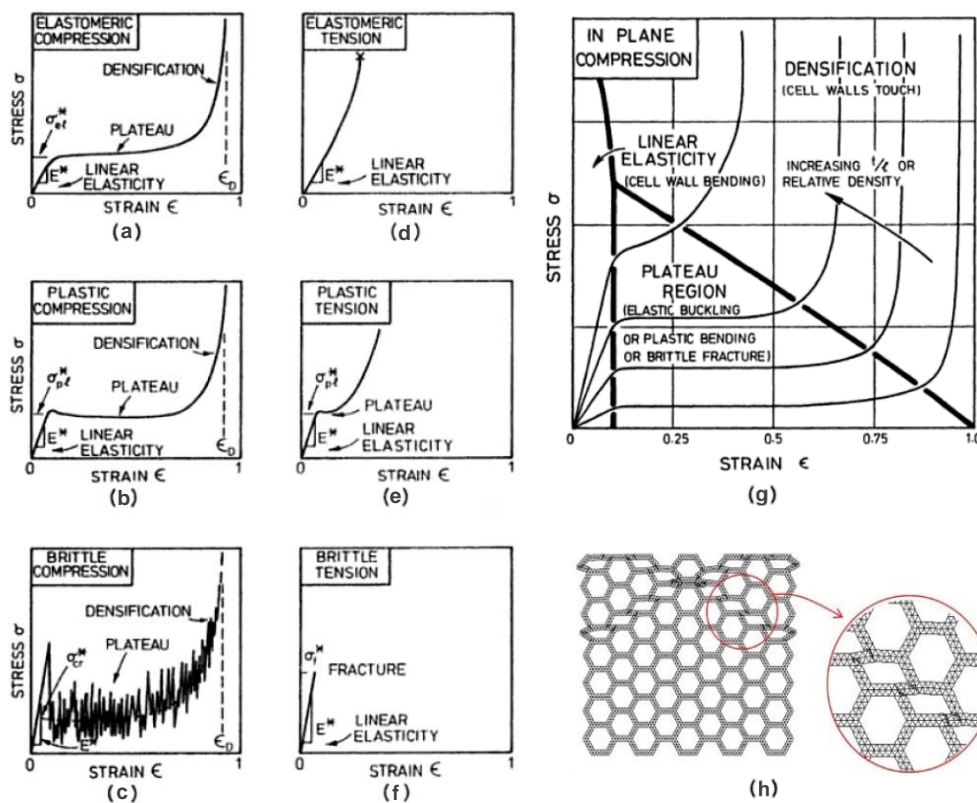 ELASTOMERIC
COMPRESSION
DENSIFICATION
σ*el
PLATEAU
E*
LINEAR
ELASTICITY
ϵD
STRESS σ
0
1
STRAIN ϵ
(a)
ELASTOMERIC
TENSION
E*
LINEAR
ELASTICITY
0
1
STRAIN ϵ
(d)
PLASTIC
COMPRESSION
DENSIFICATION
σ*pl
PLATEAU
E*
LINEAR
ELASTICITY
ϵD
STRESS σ
0
1
STRAIN ϵ
(b)
PLASTIC
TENSION
σ*pl
PLATEAU
E*
LINEAR
ELASTICITY
0
1
STRAIN ϵ
(e)
BRITTLE
COMPRESSION
DENSIFICATION
PLATEAU
σ*cr
E*
ϵD
STRESS σ
0
1
STRAIN ϵ
(c)
BRITTLE
TENSION
σ*f
FRACTURE
E*
LINEAR
ELASTICITY
0
1
STRAIN ϵ
(f)
IN PLANE
COMPRESSION
DENSIFICATION
(CELL WALLS TOUCH)
LINEAR
ELASTICITY
(CELL WALL BENDING)
INCREASING t/ℓ OR
RELATIVE DENSITY
PLATEAU
REGION
(ELASTIC BUCKLING
OR PLASTIC BENDING
OR BRITTLE FRACTURE)
STRESS σ
0
0.25
0.5
0.75
1.0
STRAIN ϵ
(g)
(h)